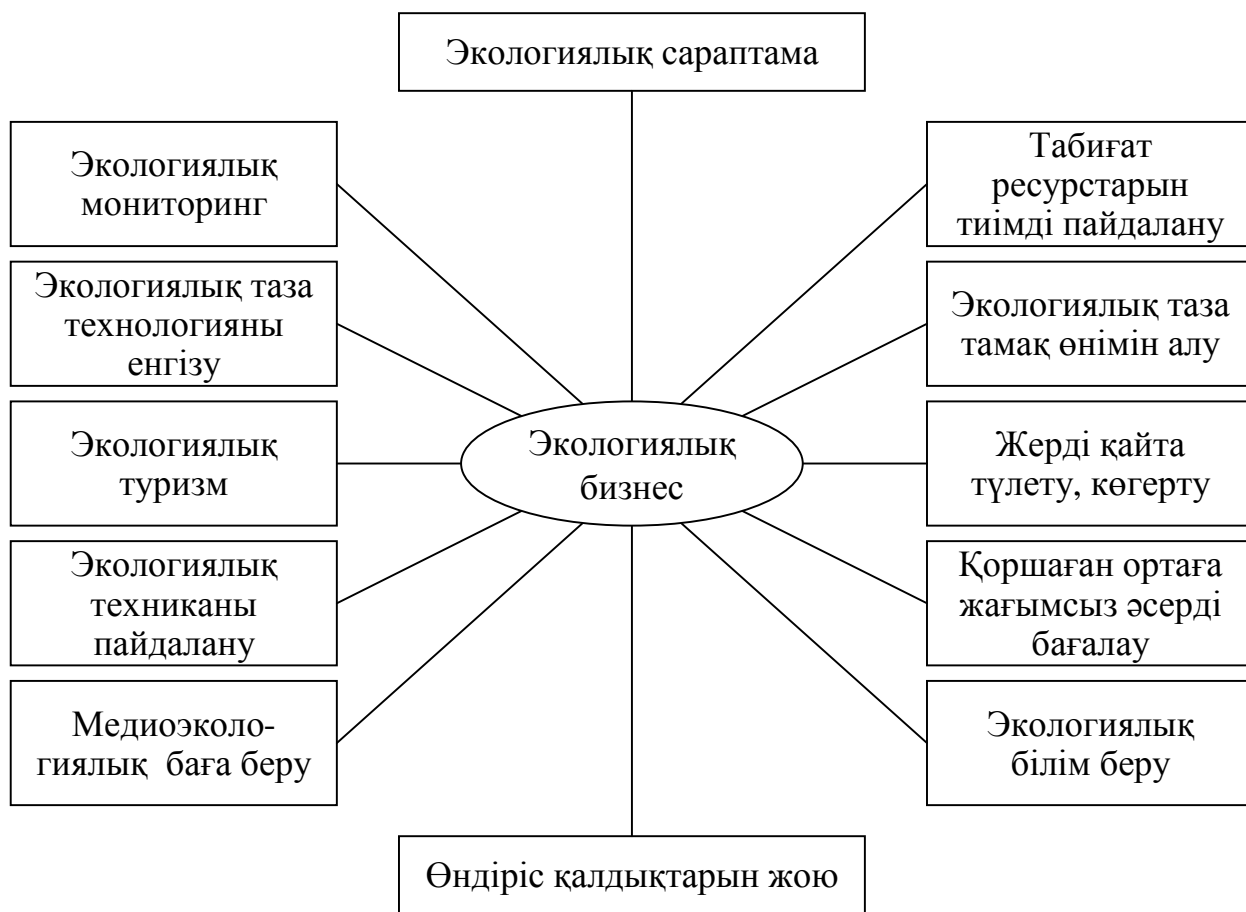 Экологиялық сараптама
Экологиялық
мониторинг
Табиғат
ресурстарын
тиімді пайдалану
Экологиялық таза
технологияны
енгізу
Экологиялық таза
тамақ өнімін алу
Экологиялық
туризм
Экологиялық
бизнес
Жерді қайта
түлету, көгерту
Экологиялық
техниканы
пайдалану
Қоршаған ортаға
жағымсыз әсерді
бағалау
Медиоэколо-
гиялық баға беру
Экологиялық
білім беру
Өндіріс қалдықтарын жою